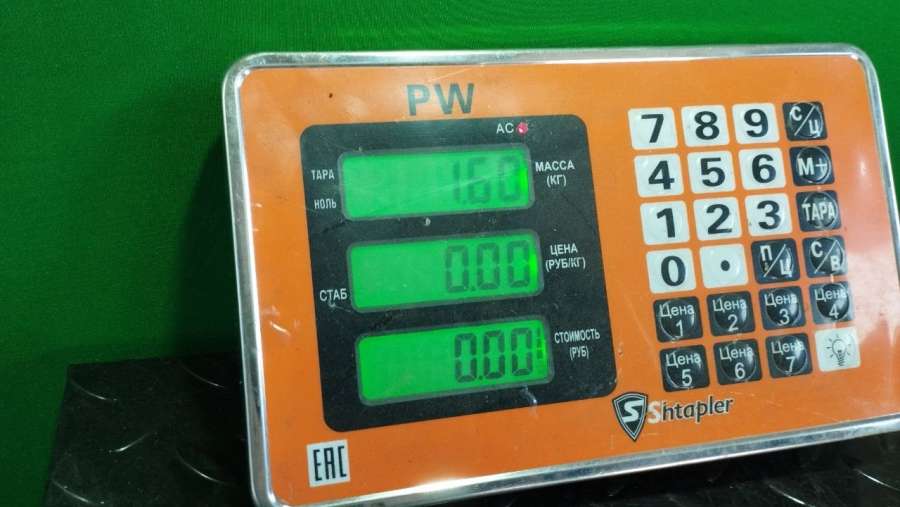 PW
AC
ТАРА
НОЛЬ
1.60
МАССА
(КГ)
СТАБ
0.00
ЦЕНА
(РУБ/КГ)
0.00
СТОИМОСТЬ
(РУБ)
7 8 9 С/Ц
4 5 6 М+
1 2 3 ТАРА
0 . П/Ц С/В
Цена 1 Цена 2 Цена 3 Цена 4
Цена 5 Цена 6 Цена 7
S Shtapler
EAC